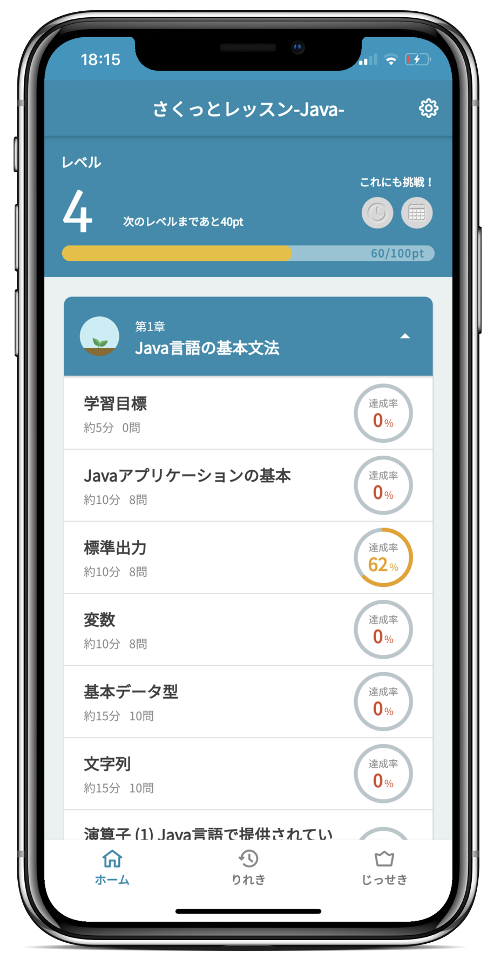 18:15
さくっとレッスン-Java-
レベル
これにも挑戦！
4
次のレベルまであと40pt
60/100pt
第1章
Java言語の基本文法
学習目標
約5分 0問
達成率
0%
Javaアプリケーションの基本
約10分 8問
達成率
0%
標準出力
約10分 8問
達成率
62%
変数
約10分 8問
達成率
0%
基本データ型
約15分 10問
達成率
0%
文字列
約15分 10問
達成率
0%
演算子 (1) Java言語で提供されてい
ホーム
りれき
じっせき